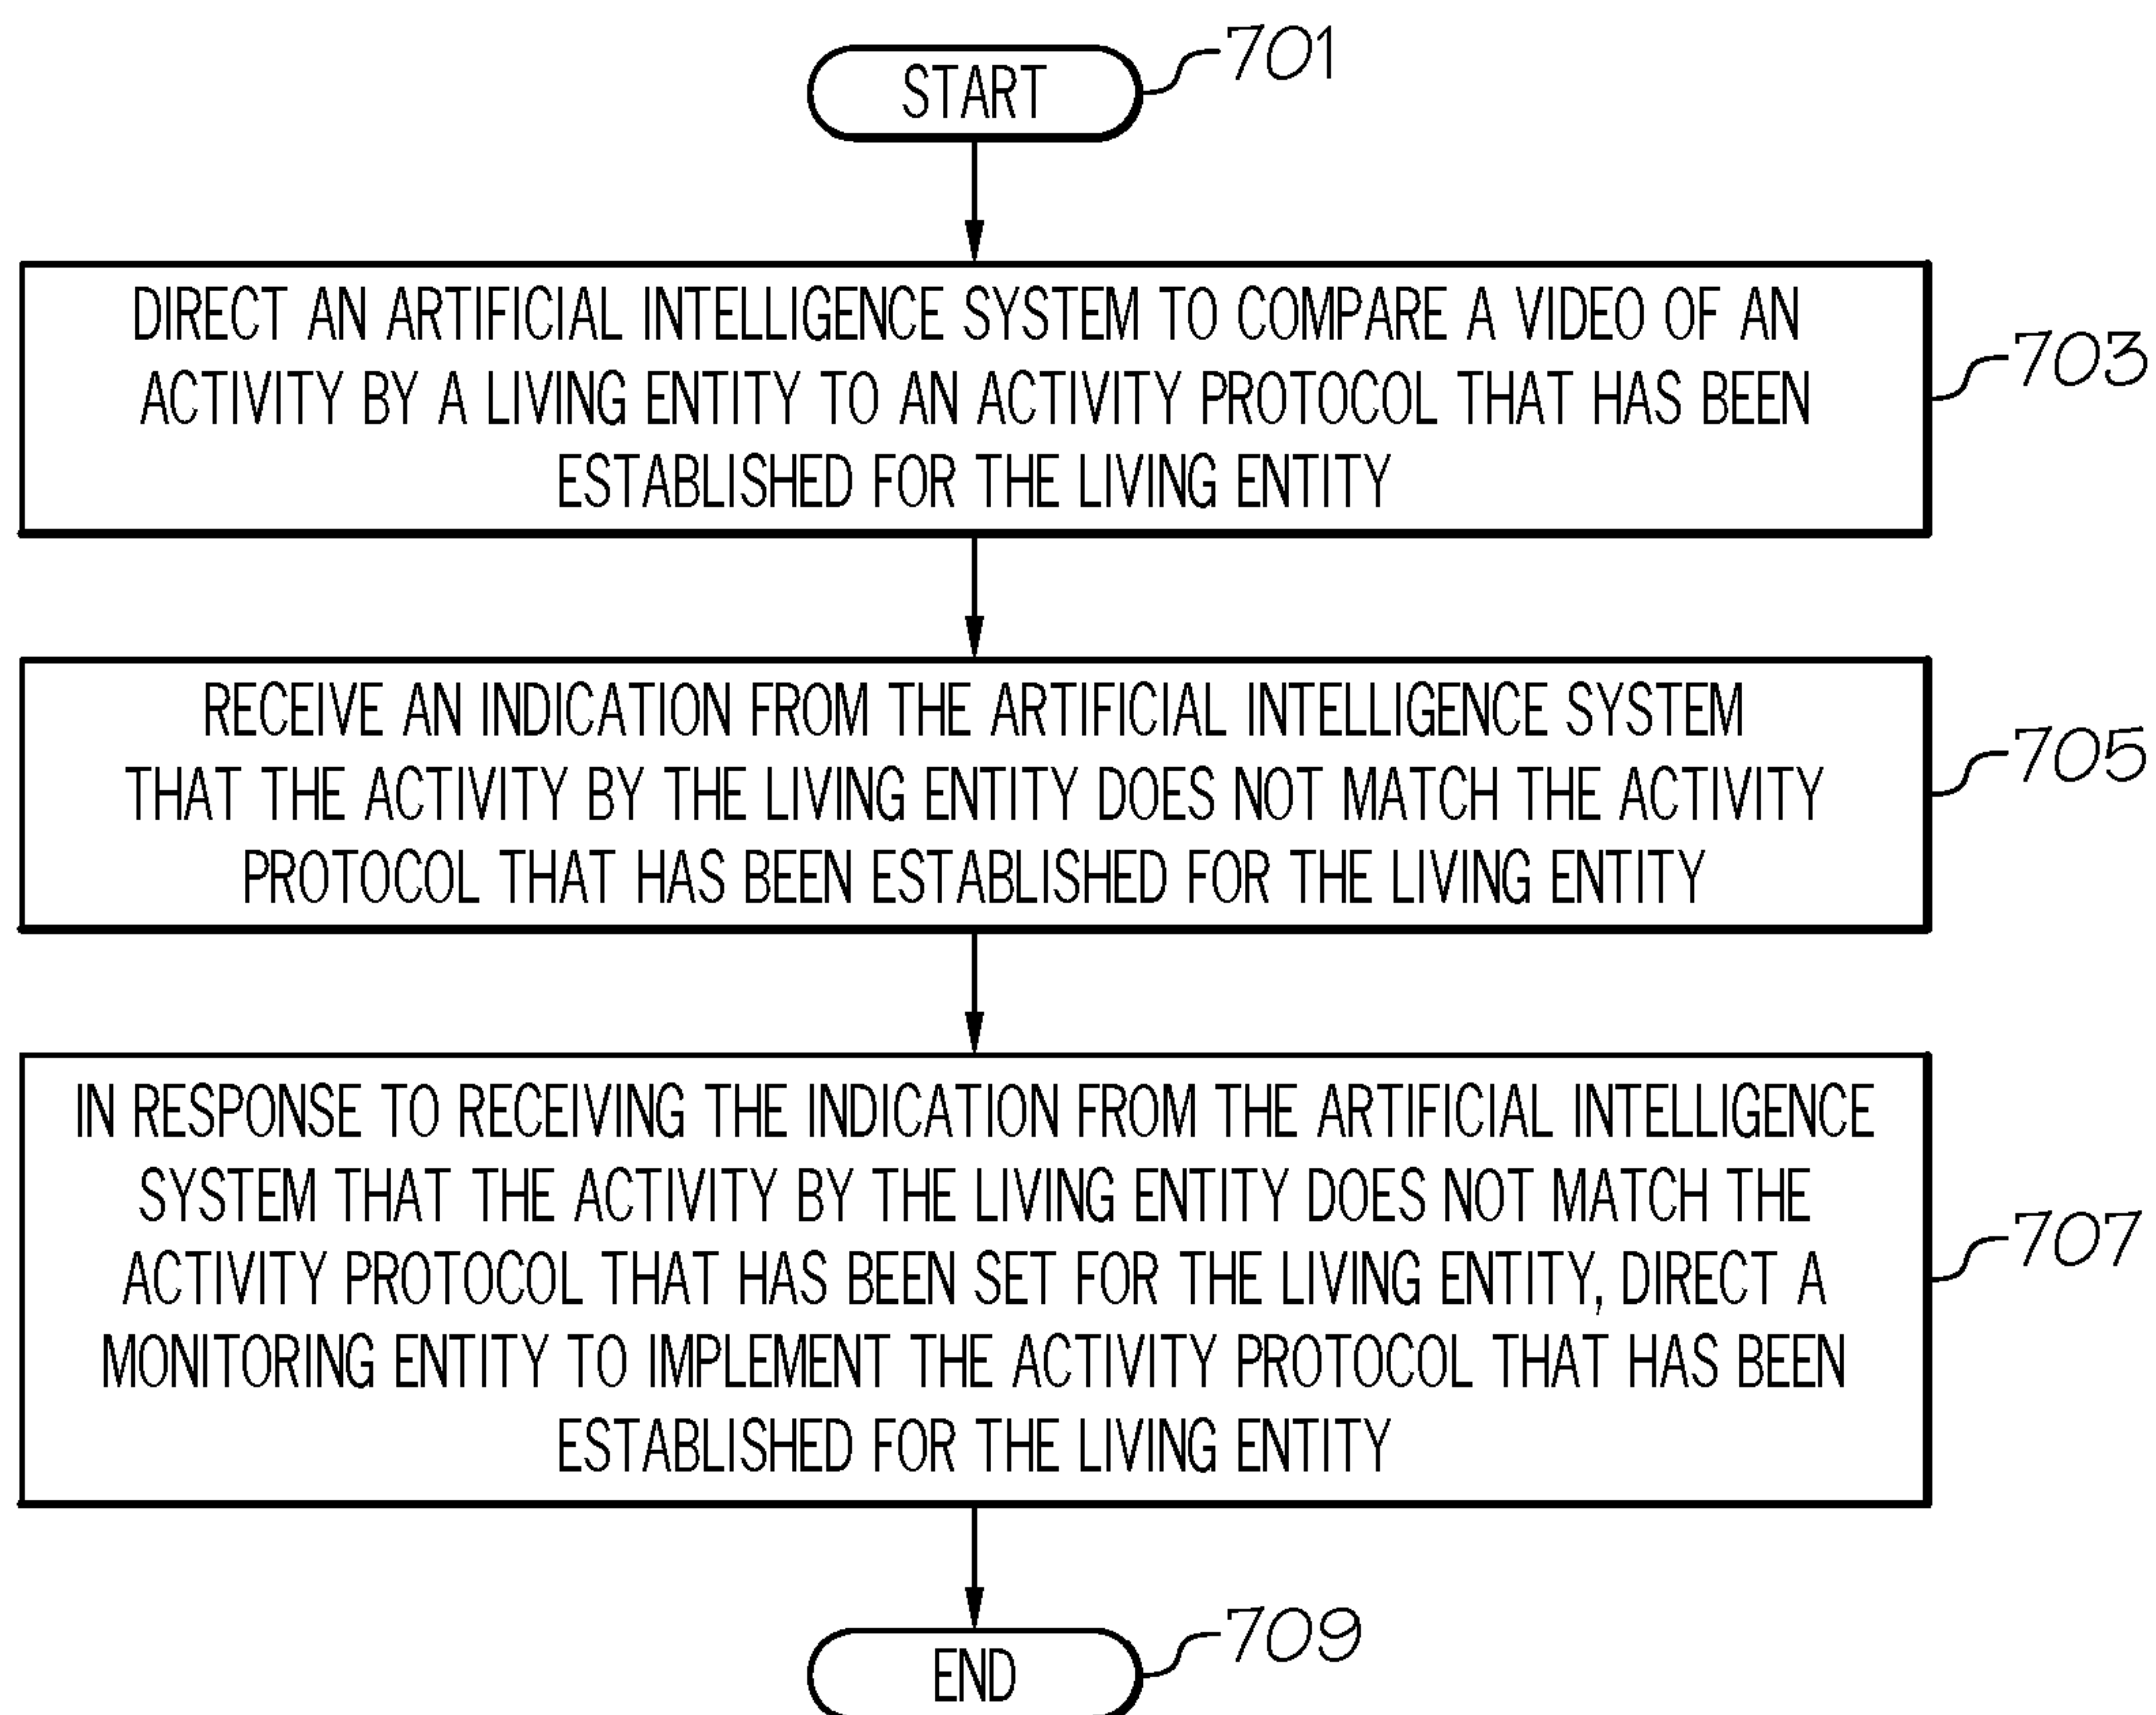 START
701
DIRECT AN ARTIFICIAL INTELLIGENCE SYSTEM TO COMPARE A VIDEO OF AN
ACTIVITY BY A LIVING ENTITY TO AN ACTIVITY PROTOCOL THAT HAS BEEN
ESTABLISHED FOR THE LIVING ENTITY
703
RECEIVE AN INDICATION FROM THE ARTIFICIAL INTELLIGENCE SYSTEM
THAT THE ACTIVITY BY THE LIVING ENTITY DOES NOT MATCH THE ACTIVITY
PROTOCOL THAT HAS BEEN ESTABLISHED FOR THE LIVING ENTITY
705
IN RESPONSE TO RECEIVING THE INDICATION FROM THE ARTIFICIAL INTELLIGENCE
SYSTEM THAT THE ACTIVITY BY THE LIVING ENTITY DOES NOT MATCH THE
ACTIVITY PROTOCOL THAT HAS BEEN SET FOR THE LIVING ENTITY, DIRECT A
MONITORING ENTITY TO IMPLEMENT THE ACTIVITY PROTOCOL THAT HAS BEEN
ESTABLISHED FOR THE LIVING ENTITY
707
END
709